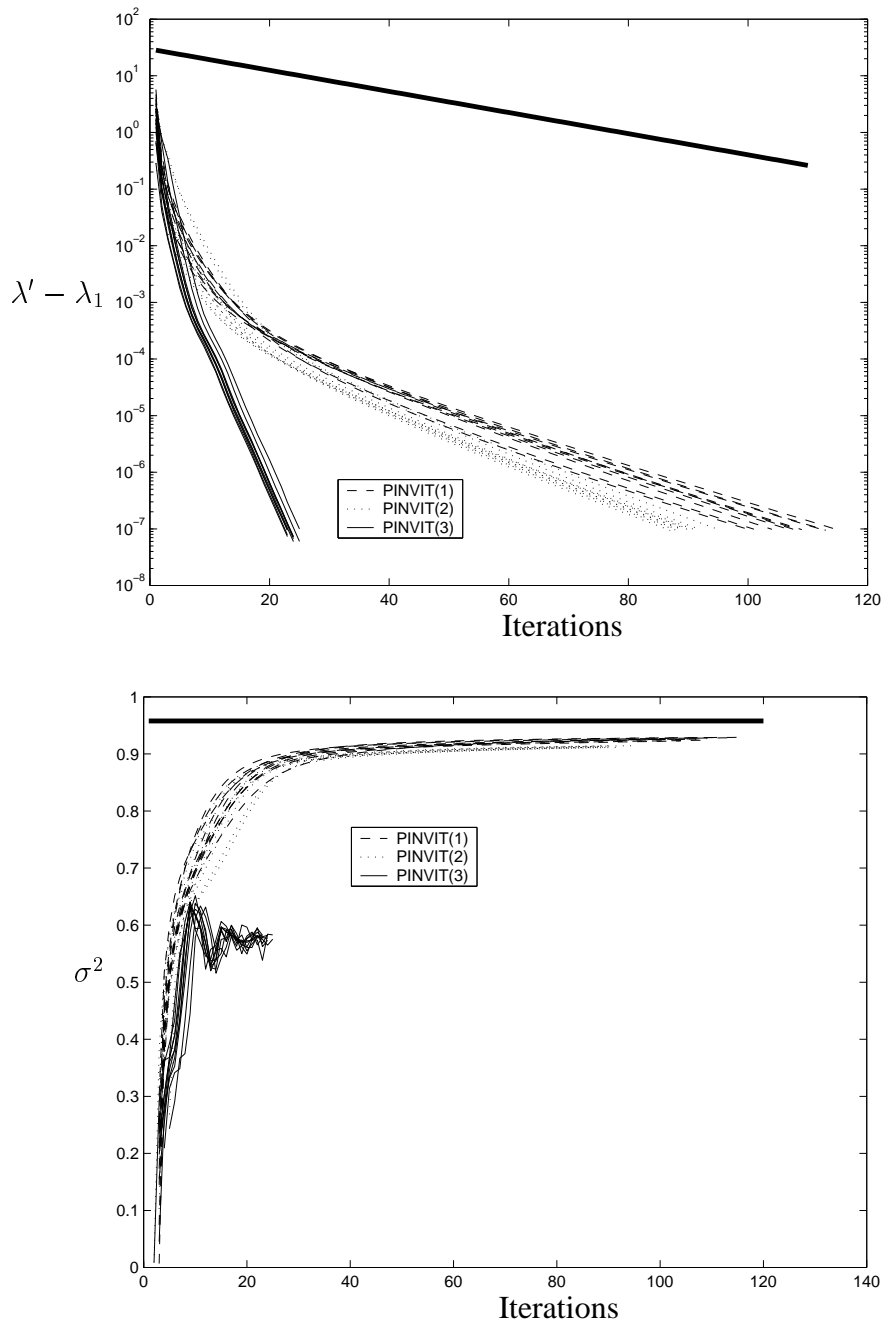 10^2
10^1
10^0
10^{-1}
10^{-2}
10^{-3}
10^{-4}
10^{-5}
10^{-6}
10^{-7}
10^{-8}
λ′ − λ_1
PINVIT(1)
PINVIT(2)
PINVIT(3)
0 20 40 60 80 100 120
Iterations
1
0.9
0.8
0.7
0.6
0.5
0.4
0.3
0.2
0.1
0
σ^2
PINVIT(1)
PINVIT(2)
PINVIT(3)
0 20 40 60 80 100 120 140
Iterations